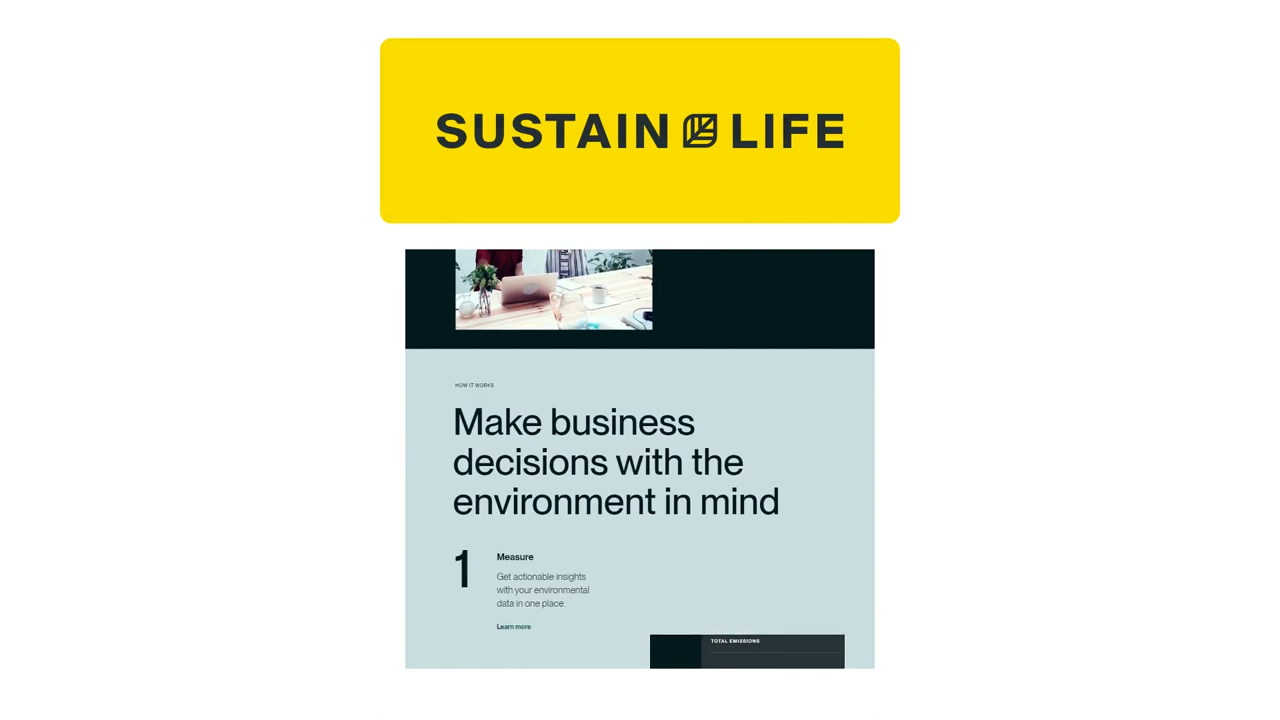 SUSTAIN LIFE
HOW IT WORKS
Make business
decisions with the
environment in mind
1
Measure
Get actionable insights
with your environmental
data in one place
Learn more
TOTAL EMISSIONS